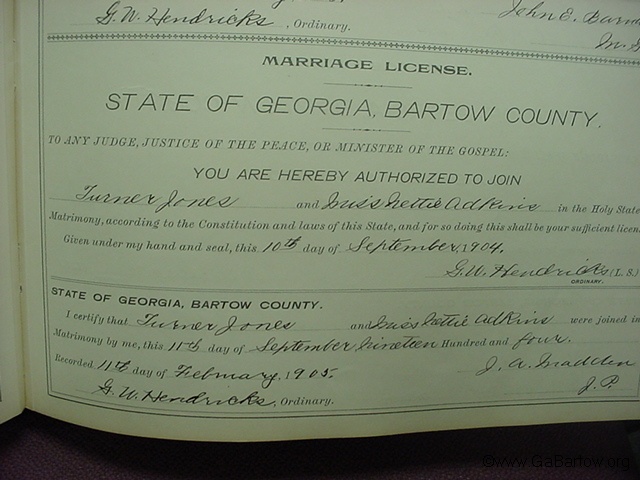 G. W. Hendricks, Ordinary.
John E. Barn
M. G
MARRIAGE LICENSE.
STATE OF GEORGIA, BARTOW COUNTY.
TO ANY JUDGE, JUSTICE OF THE PEACE, OR MINISTER OF THE GOSPEL:
YOU ARE HEREBY AUTHORIZED TO JOIN
Turner Jones and Miss Nettie Adkins in the Holy State
Matrimony, according to the Constitution and laws of this State, and for so doing this shall be your sufficient licen
Given under my hand and seal, this 10th day of September, 1904.
G. W. Hendricks (L. S.)
ORDINARY.
STATE OF GEORGIA, BARTOW COUNTY.
I certify that Turner Jones and Miss Nettie Adkins were joined in
Matrimony by me, this 11th day of September Nineteen Hundred and four.
Recorded 11th day of February, 1905. J. A. Madden
G. W. Hendricks, Ordinary. J. P.
©www.GaBartow.org